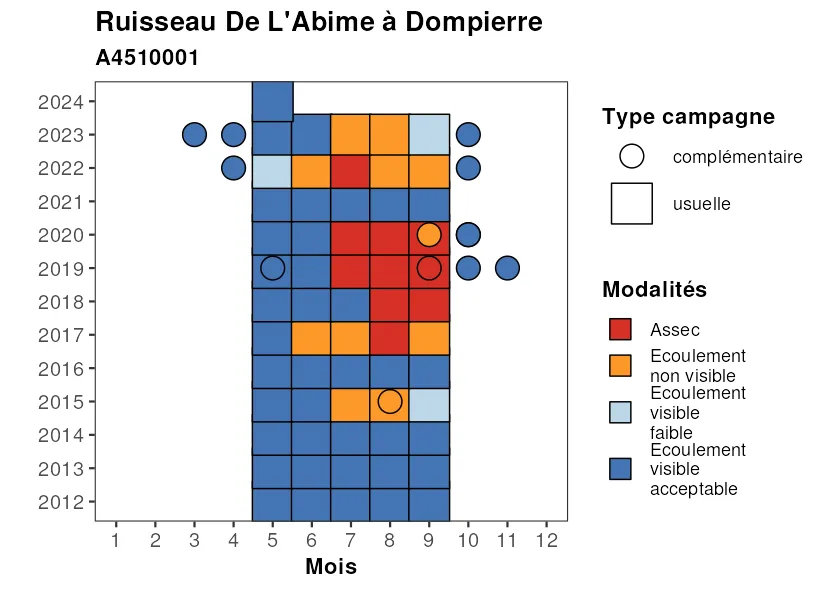 Ruisseau De L'Abime à Dompierre
A4510001
2024
2023
2022
2021
2020
2019
2018
2017
2016
2015
2014
2013
2012
1 2 3 4 5 6 7 8 9 10 11 12
Mois
Type campagne
complémentaire
usuelle
Modalités
Assec
Ecoulement
non visible
Ecoulement
visible
faible
Ecoulement
visible
acceptable